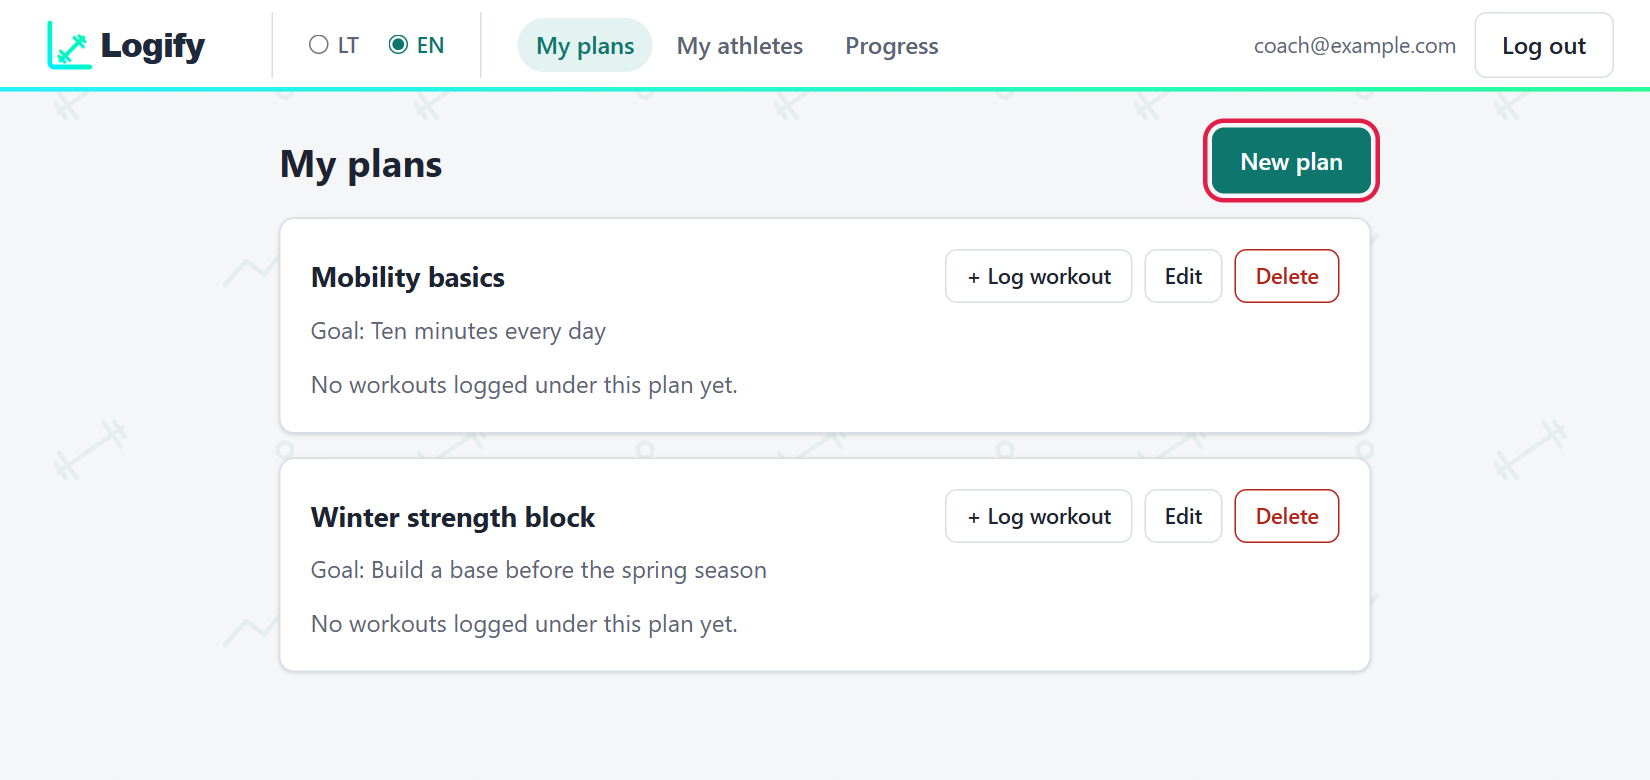 Logify
LT
EN
My plans
My athletes
Progress
coach@example.com
Log out
My plans
New plan
Mobility basics
+ Log workout
Edit
Delete
Goal: Ten minutes every day
No workouts logged under this plan yet.
Winter strength block
+ Log workout
Edit
Delete
Goal: Build a base before the spring season
No workouts logged under this plan yet.